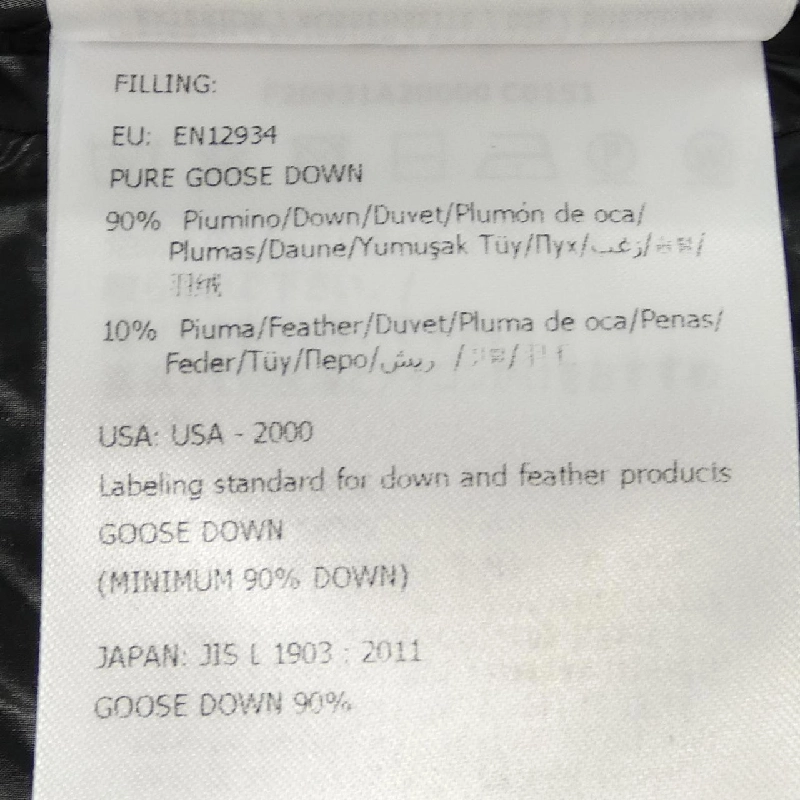 FILLING:
EU: EN12934
PURE GOOSE DOWN
90% Piumino/Down/Duvet/Plumón de oca/
Plumas/Daune/Yumuşak Tüy/Пух/زغب/
10% Piuma/Feather/Duvet/Pluma de oca/Penas/
Feder/Tüy/Перо/ريش /
USA: USA - 2000
Labeling standard for down and feather products
GOOSE DOWN
(MINIMUM 90% DOWN)
JAPAN: JIS L 1903 : 2011
GOOSE DOWN 90%